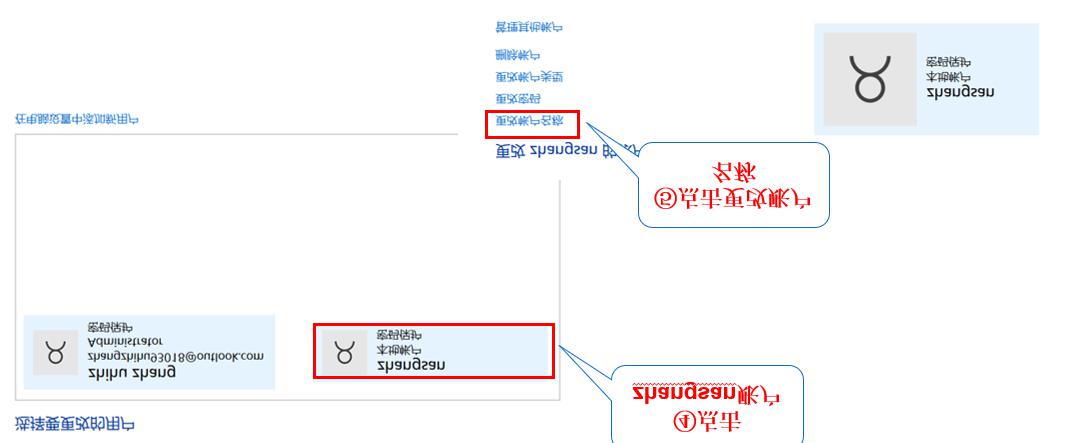 选择要更改的用户
zhihu zhang
zhangzhihu93018@outlook.com
Administrator
密码保护
zhangsan
本地帐户
密码保护
④点击
zhangsan账户
在电脑设置中添加新用户
更改 zhangsan 的
更改帐户名称
更改密码
更改帐户类型
删除帐户
管理其他帐户
⑤点击更改账户
名称
zhangsan
本地帐户
密码保护